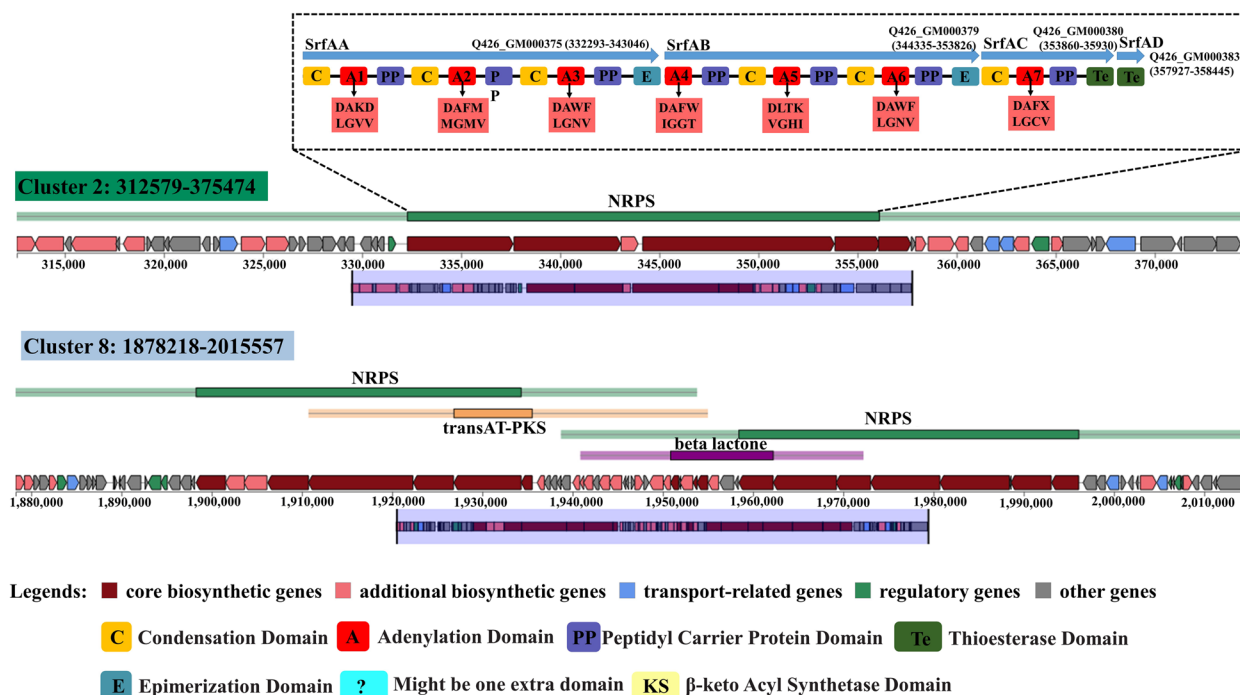 SrfAA
Q426_GM000375 (332293-343046)
SrfAB
Q426_GM000379
(344335-353826)
SrfAC
Q426_GM000380
(353860-35930)
SrfAD
Q426_GM000383
(357927-358445)
C A1 PP C A2 P C A3 PP E A4 PP C A5 PP C A6 PP E C A7 PP Te Te
P
DAKD
LGVV
DAFM
MGMV
DAWF
LGNV
DAFW
IGGT
DLTK
VGHI
DAWF
LGNV
DAFX
LGCV
Cluster 2: 312579-375474
NRPS
315,000 320,000 325,000 330,000 335,000 340,000 345,000 350,000 355,000 360,000 365,000 370,000
Cluster 8: 1878218-2015557
NRPS
transAT-PKS
NRPS
beta lactone
1,880,000 1,890,000 1,900,000 1,910,000 1,920,000 1,930,000 1,940,000 1,950,000 1,960,000 1,970,000 1,980,000 1,990,000 2,000,000 2,010,000
Legends: core biosynthetic genes additional biosynthetic genes transport-related genes regulatory genes other genes
C Condensation Domain A Adenylation Domain PP Peptidyl Carrier Protein Domain Te Thioesterase Domain
E Epimerization Domain ? Might be one extra domain KS β-keto Acyl Synthetase Domain